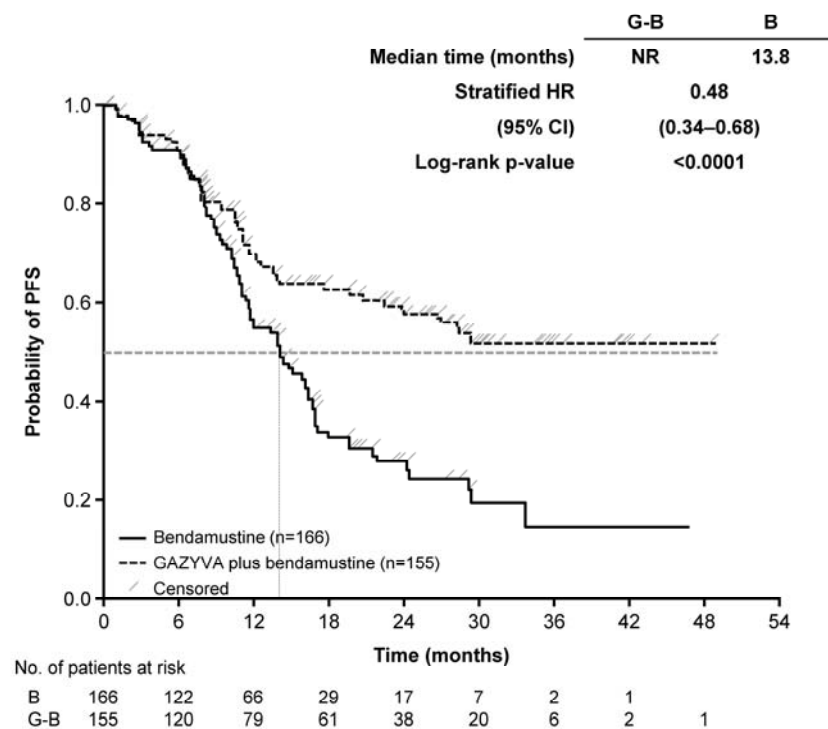 G-B B
Median time (months) NR 13.8
Stratified HR 0.48
(95% CI) (0.34–0.68)
Log-rank p-value <0.0001
Probability of PFS
1.0
0.8
0.6
0.4
0.2
0.0
Bendamustine (n=166)
GAZYVA plus bendamustine (n=155)
Censored
0 6 12 18 24 30 36 42 48 54
Time (months)
No. of patients at risk
B 166 122 66 29 17 7 2 1
G-B 155 120 79 61 38 20 6 2 1